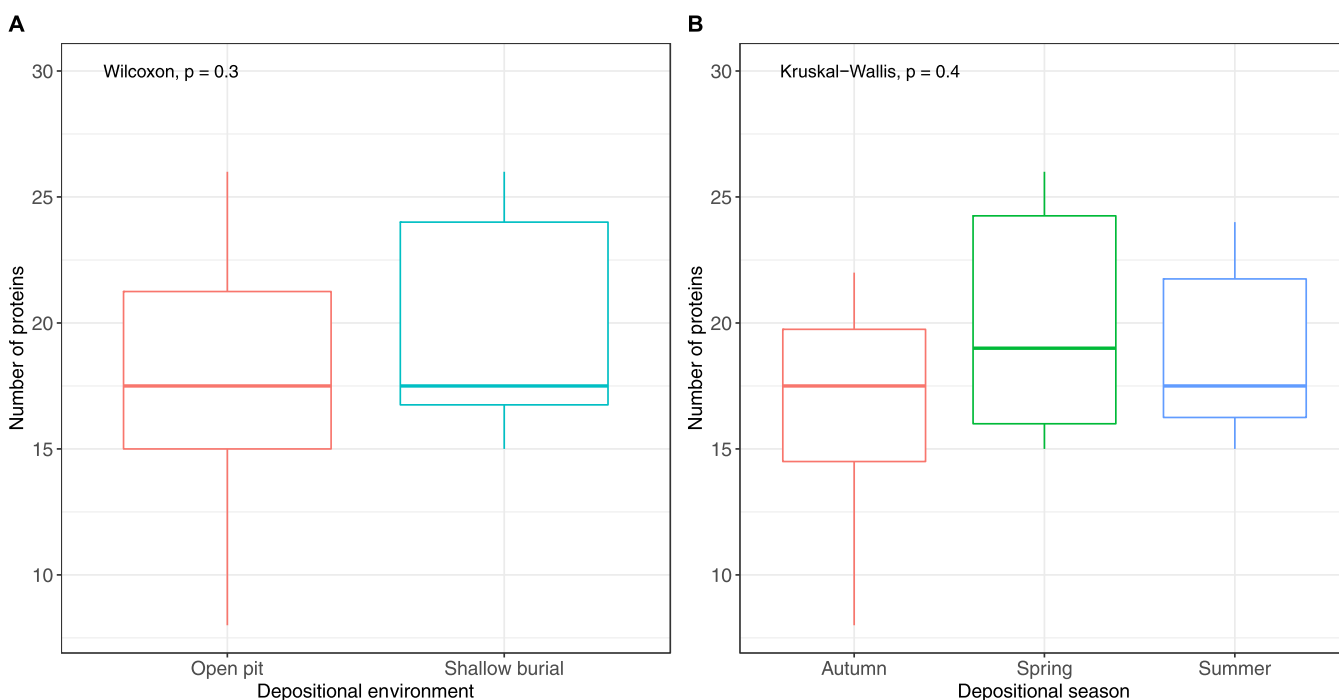 A
Wilcoxon, p = 0.3
30
25
20
15
10
Number of proteins
Open pit
Shallow burial
Depositional environment
B
Kruskal−Wallis, p = 0.4
30
25
20
15
10
Number of proteins
Autumn
Spring
Summer
Depositional season